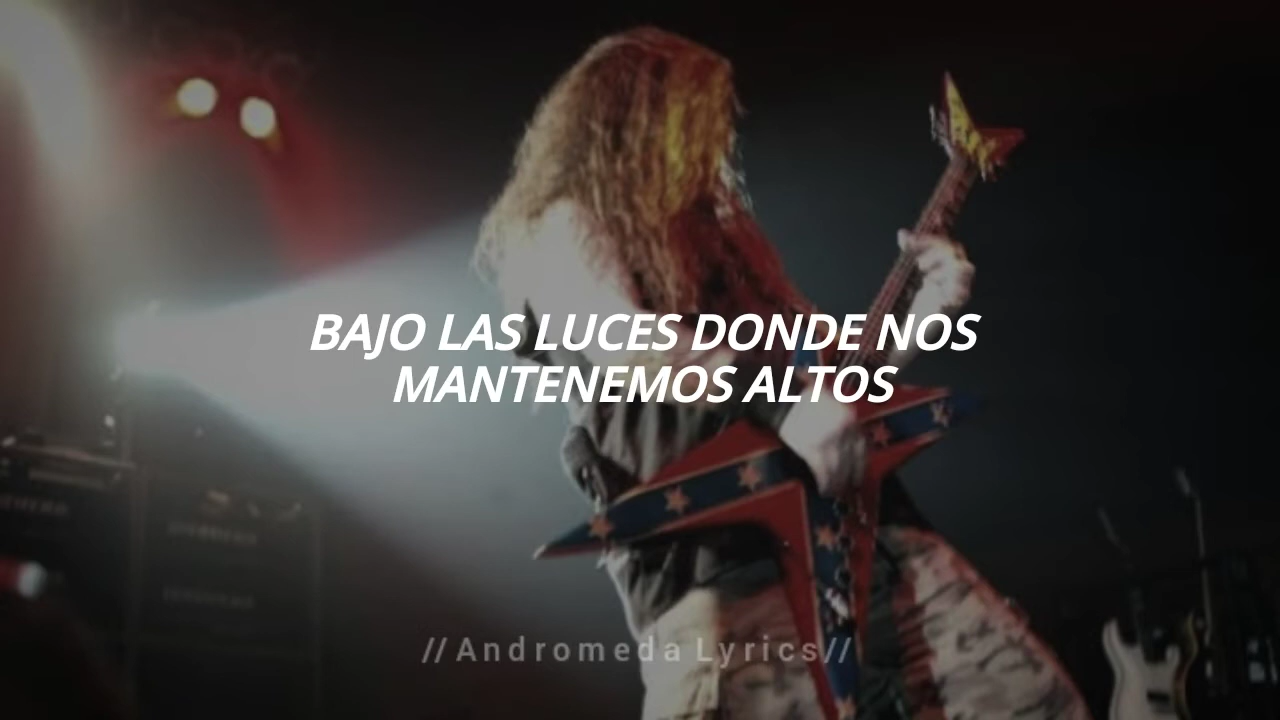 BAJO LAS LUCES DONDE NOS
MANTENEMOS ALTOS
// Andromeda Lyrics//